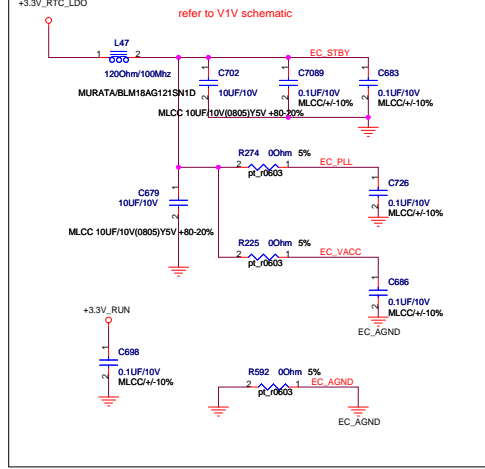 +3.3V_RTC_LDO
refer to V1V schematic
L47
1 2
120Ohm/100Mhz
MURATA/BLM18AG121SN1D
EC_STBY
1
2
C702
10UF/10V
MLCC 10UF/10V(0805)Y5V +80-20%
1
2
C7089
0.1UF/10V
MLCC/+/-10%
1
2
C683
0.1UF/10V
MLCC/+/-10%
R274 0Ohm 5%
2 1
pt_r0603
EC_PLL
1
2
C726
0.1UF/10V
MLCC/+/-10%
1
2
C679
10UF/10V
MLCC 10UF/10V(0805)Y5V +80-20%
R225 0Ohm 5%
2 1
pt_r0603
EC_VACC
1
2
C686
0.1UF/10V
MLCC/+/-10%
EC_AGND
+3.3V_RUN
1
2
C698
0.1UF/10V
MLCC/+/-10%
R592 0Ohm 5%
2 1
pt_r0603
EC_AGND
EC_AGND